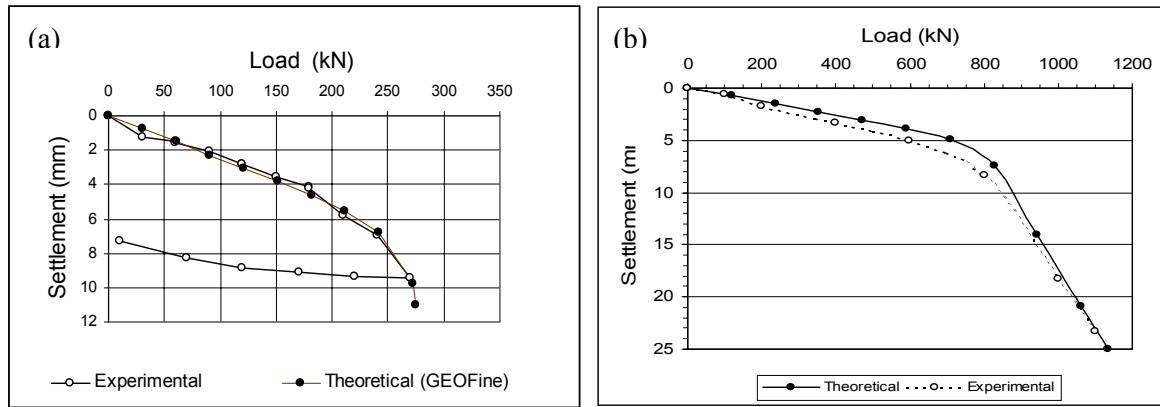 (a)
Load (kN)
0 50 100 150 200 250 300 350
0
2
4
6
8
10
12
Settlement (mm)
Experimental Theoretical (GEOFine)
(b)
Load (kN)
0 200 400 600 800 1000 1200
0
5
10
15
20
25
Settlement (mi
Theoretical Experimental